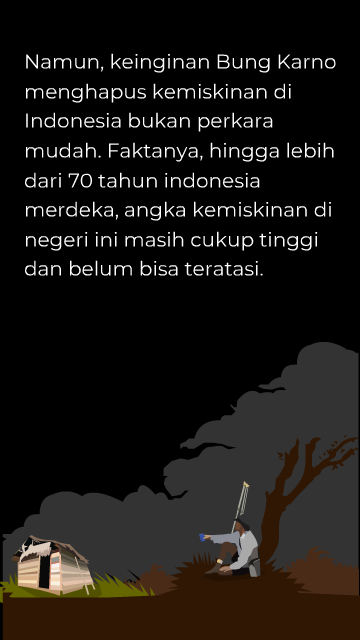 Namun, keinginan Bung Karno
menghapus kemiskinan di
Indonesia bukan perkara
mudah. Faktanya, hingga lebih
dari 70 tahun indonesia
merdeka, angka kemiskinan di
negeri ini masih cukup tinggi
dan belum bisa teratasi.